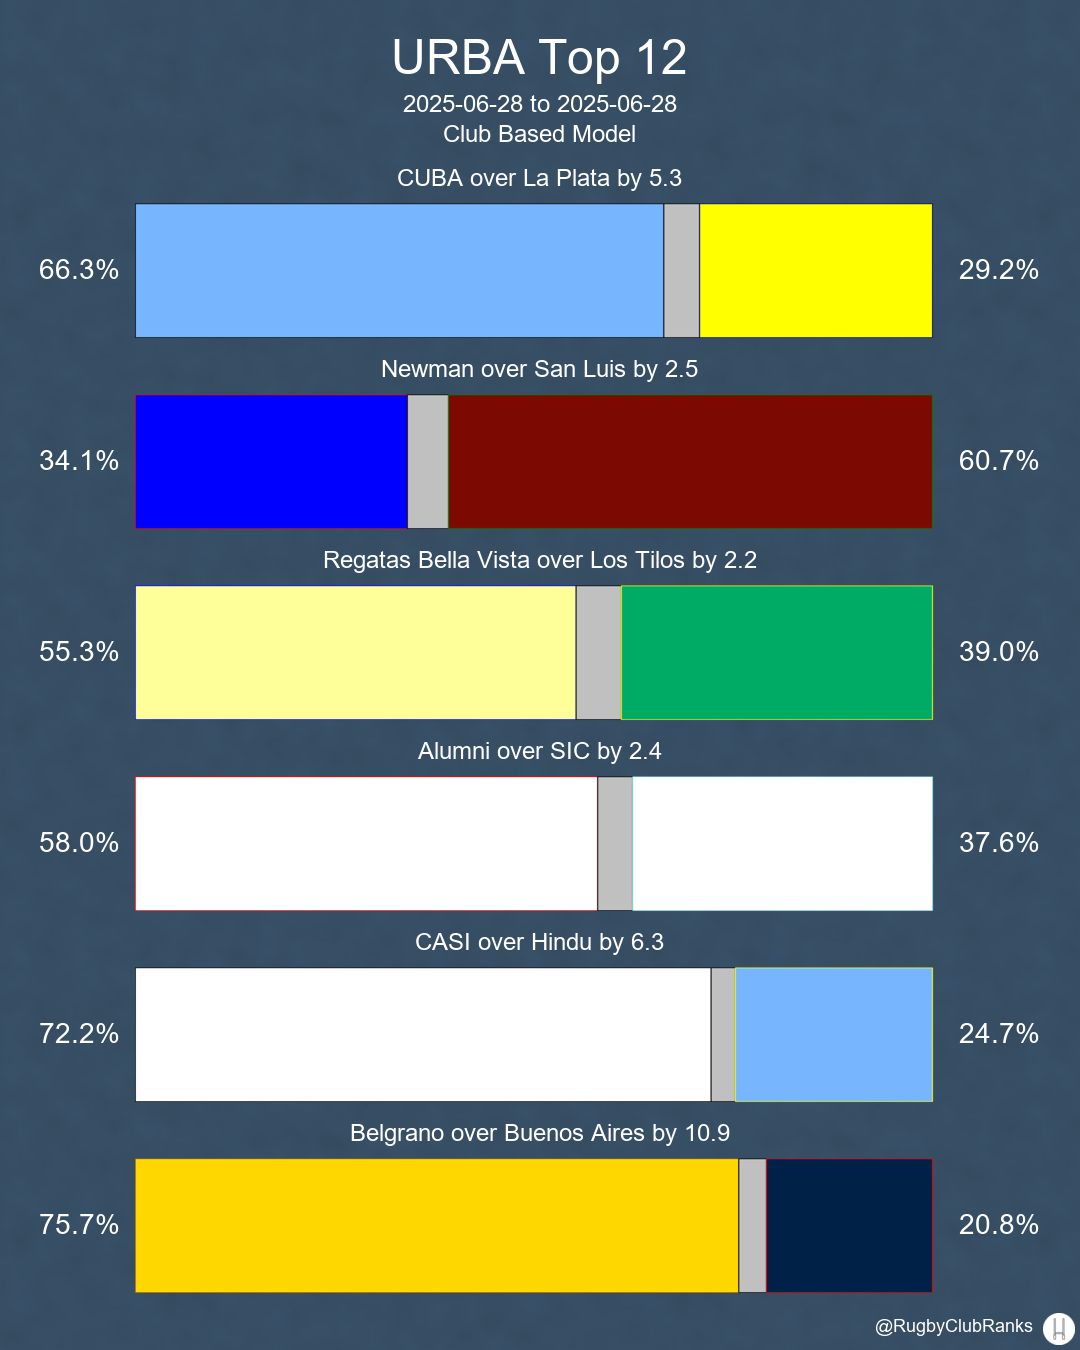 URBA Top 12
2025-06-28 to 2025-06-28
Club Based Model
CUBA over La Plata by 5.3
66.3%
29.2%
Newman over San Luis by 2.5
34.1%
60.7%
Regatas Bella Vista over Los Tilos by 2.2
55.3%
39.0%
Alumni over SIC by 2.4
58.0%
37.6%
CASI over Hindu by 6.3
72.2%
24.7%
Belgrano over Buenos Aires by 10.9
75.7%
20.8%
@RugbyClubRanks